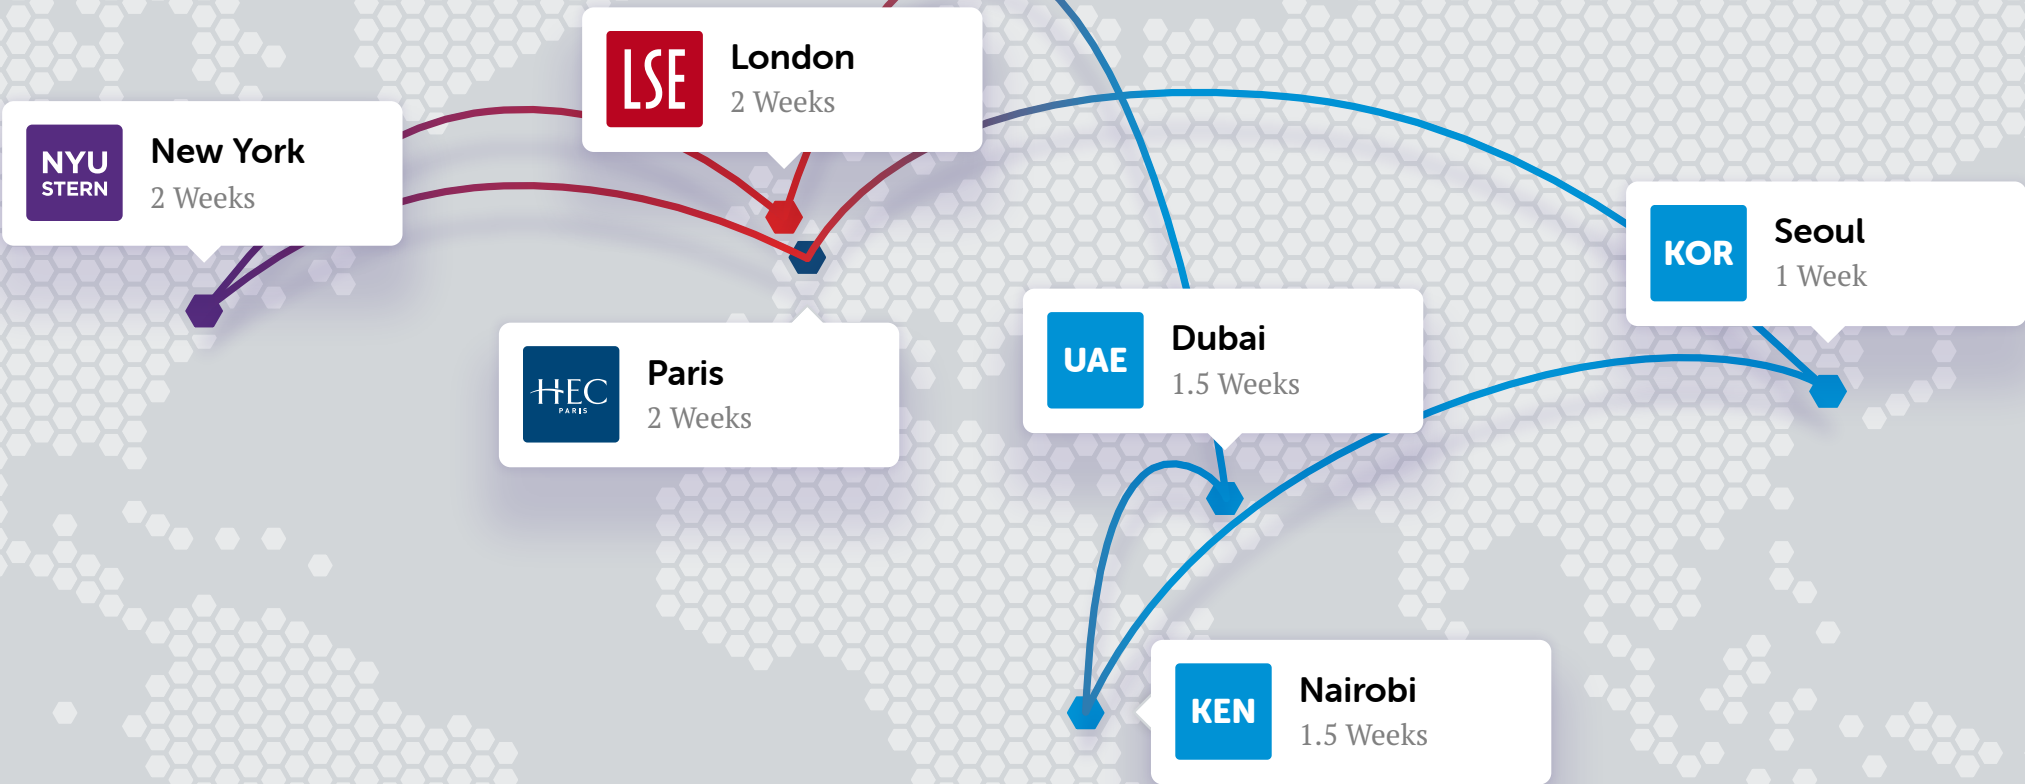 LSE
London
2 Weeks
NYU
STERN
New York
2 Weeks
KOR
Seoul
1 Week
UAE
Dubai
1.5 Weeks
HEC
PARIS
Paris
2 Weeks
KEN
Nairobi
1.5 Weeks